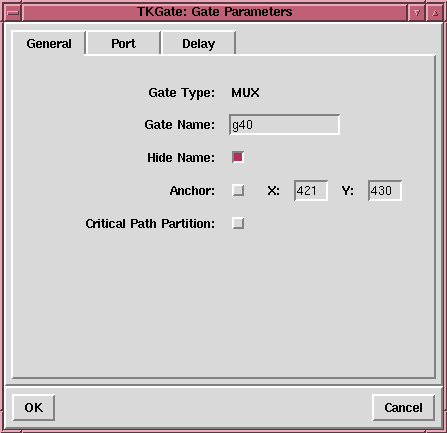 TKGate: Gate Parameters
General Port Delay
Gate Type: MUX
Gate Name: g40
Hide Name:
Anchor: X: 421 Y: 430
Critical Path Partition:
OK Cancel